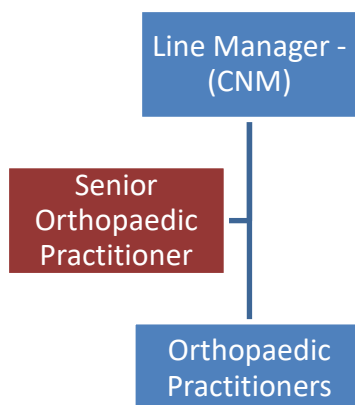 Line Manager -
(CNM)
Senior
Orthopaedic
Practitioner
Orthopaedic
Practitioners